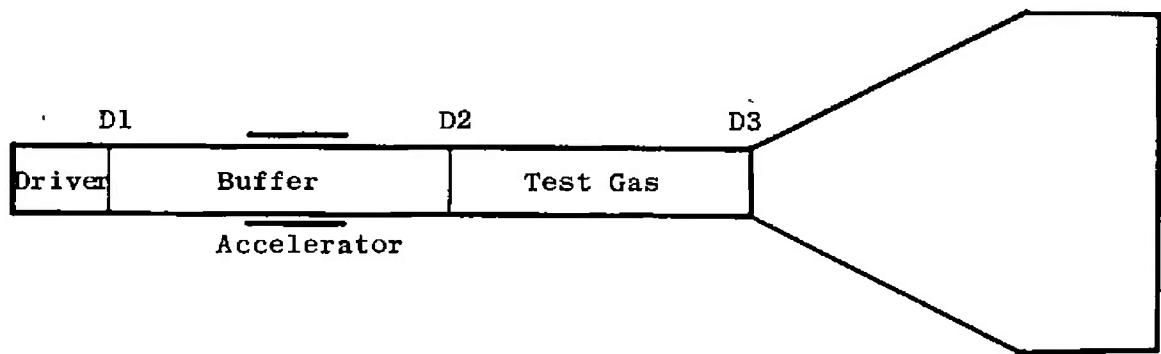 D1 D2 D3
Driver Buffer Test Gas
Accelerator